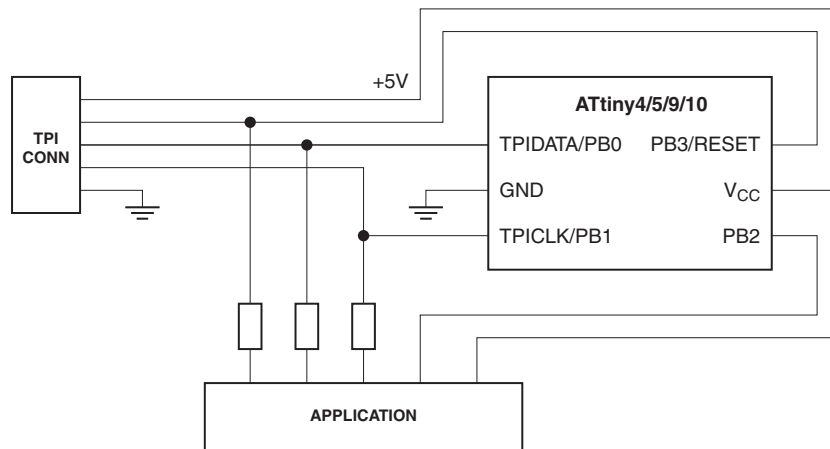 +5V
TPI
CONN
ATtiny4/5/9/10
TPIDATA/PB0 PB3/RESET
GND VCC
TPICLK/PB1 PB2
APPLICATION